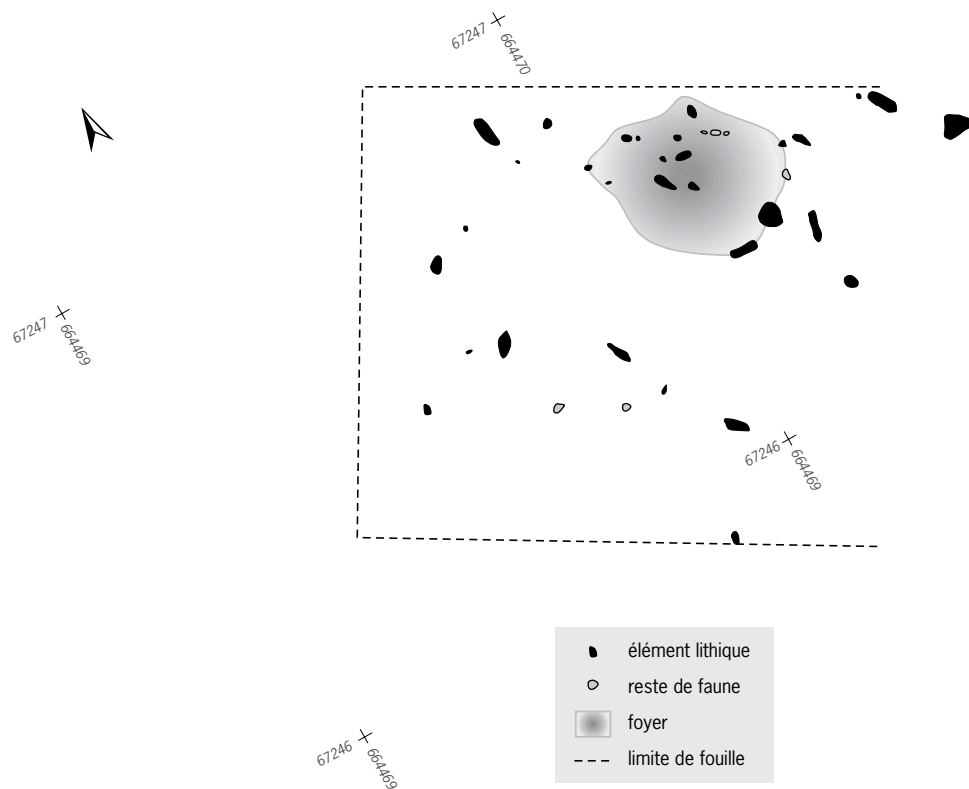 67247
664470
67247
664469
67246
664469
élément lithique
reste de faune
foyer
limite de fouille
67246
664469